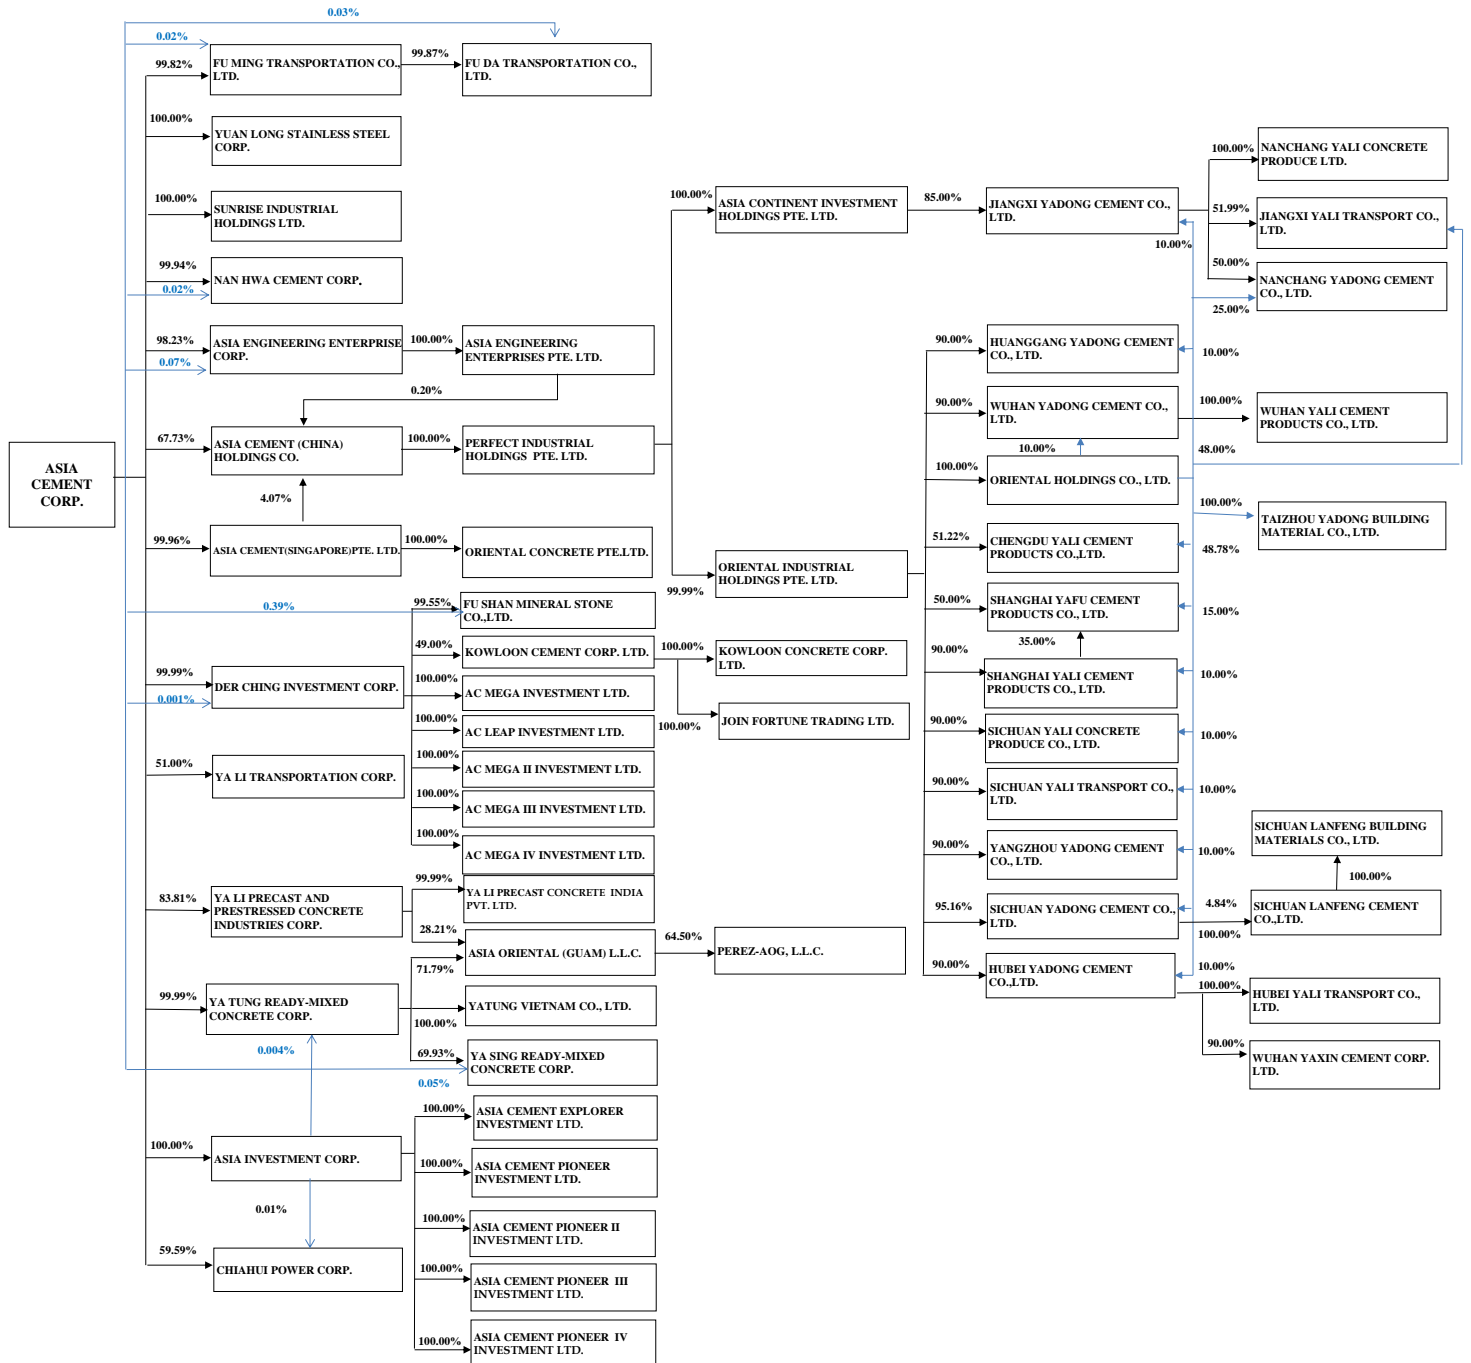 0.03%
0.02%
99.82%
FU MING TRANSPORTATION CO.,
LTD.
99.87%
FU DA TRANSPORTATION CO.,
LTD.
100.00%
YUAN LONG STAINLESS STEEL
CORP.
100.00%
SUNRISE INDUSTRIAL
HOLDINGS LTD.
99.94%
0.02%
NAN HWA CEMENT CORP.
98.23%
0.07%
ASIA ENGINEERING ENTERPRISE
CORP.
100.00%
ASIA ENGINEERING
ENTERPRISES PTE. LTD.
0.20%
ASIA
CEMENT
CORP.
67.73%
ASIA CEMENT (CHINA)
HOLDINGS CO.
100.00%
PERFECT INDUSTRIAL
HOLDINGS PTE. LTD.
4.07%
99.96%
ASIA CEMENT(SINGAPORE)PTE. LTD.
100.00%
ORIENTAL CONCRETE PTE.LTD.
0.39%
99.55%
FU SHAN MINERAL STONE
CO.,LTD.
49.00%
KOWLOON CEMENT CORP. LTD.
100.00%
KOWLOON CONCRETE CORP.
LTD.
99.99%
0.001%
DER CHING INVESTMENT CORP.
100.00%
AC MEGA INVESTMENT LTD.
100.00%
JOIN FORTUNE TRADING LTD.
100.00%
AC LEAP INVESTMENT LTD.
51.00%
YA LI TRANSPORTATION CORP.
100.00%
AC MEGA II INVESTMENT LTD.
100.00%
AC MEGA III INVESTMENT LTD.
100.00%
AC MEGA IV INVESTMENT LTD.
83.81%
YA LI PRECAST AND
PRESTRESSED CONCRETE
INDUSTRIES CORP.
99.99%
YA LI PRECAST CONCRETE INDIA
PVT. LTD.
28.21%
ASIA ORIENTAL (GUAM) L.L.C.
64.50%
PEREZ-AOG, L.L.C.
71.79%
99.99%
YA TUNG READY-MIXED
CONCRETE CORP.
YATUNG VIETNAM CO., LTD.
100.00%
0.004%
69.93%
YA SING READY-MIXED
CONCRETE CORP.
0.05%
100.00%
ASIA INVESTMENT CORP.
100.00%
ASIA CEMENT EXPLORER
INVESTMENT LTD.
100.00%
ASIA CEMENT PIONEER
INVESTMENT LTD.
0.01%
100.00%
ASIA CEMENT PIONEER II
INVESTMENT LTD.
59.59%
CHIAHUI POWER CORP.
100.00%
ASIA CEMENT PIONEER III
INVESTMENT LTD.
100.00%
ASIA CEMENT PIONEER IV
INVESTMENT LTD.
100.00%
ASIA CONTINENT INVESTMENT
HOLDINGS PTE. LTD.
85.00%
JIANGXI YADONG CEMENT CO.,
LTD.
10.00%
100.00%
NANCHANG YALI CONCRETE
PRODUCE LTD.
51.99%
JIANGXI YALI TRANSPORT CO.,
LTD.
50.00%
NANCHANG YADONG CEMENT
CO., LTD.
25.00%
99.99%
ORIENTAL INDUSTRIAL
HOLDINGS PTE. LTD.
90.00%
HUANGGANG YADONG CEMENT
CO., LTD.
10.00%
90.00%
WUHAN YADONG CEMENT CO.,
LTD.
100.00%
WUHAN YALI CEMENT
PRODUCTS CO., LTD.
10.00%
48.00%
100.00%
ORIENTAL HOLDINGS CO., LTD.
100.00%
TAIZHOU YADONG BUILDING
MATERIAL CO., LTD.
51.22%
CHENGDU YALI CEMENT
PRODUCTS CO.,LTD.
48.78%
50.00%
SHANGHAI YAFU CEMENT
PRODUCTS CO., LTD.
15.00%
35.00%
90.00%
SHANGHAI YALI CEMENT
PRODUCTS CO., LTD.
10.00%
90.00%
SICHUAN YALI CONCRETE
PRODUCE CO., LTD.
10.00%
90.00%
SICHUAN YALI TRANSPORT CO.,
LTD.
10.00%
90.00%
YANGZHOU YADONG CEMENT
CO., LTD.
10.00%
SICHUAN LANFENG BUILDING
MATERIALS CO., LTD.
100.00%
95.16%
SICHUAN YADONG CEMENT CO.,
LTD.
4.84%
100.00%
SICHUAN LANFENG CEMENT
CO.,LTD.
90.00%
HUBEI YADONG CEMENT
CO.,LTD.
10.00%
100.00%
HUBEI YALI TRANSPORT CO.,
LTD.
90.00%
WUHAN YAXIN CEMENT CORP.
LTD.